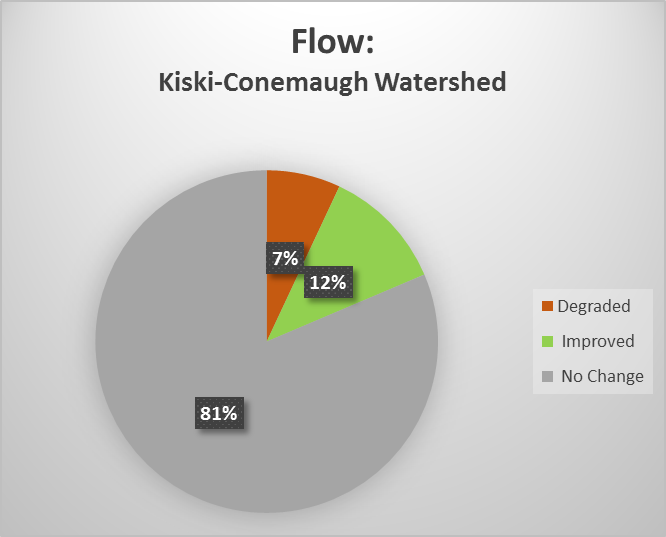 Flow:
Kiski-Conemaugh Watershed
7%
12%
81%
Degraded
Improved
No Change